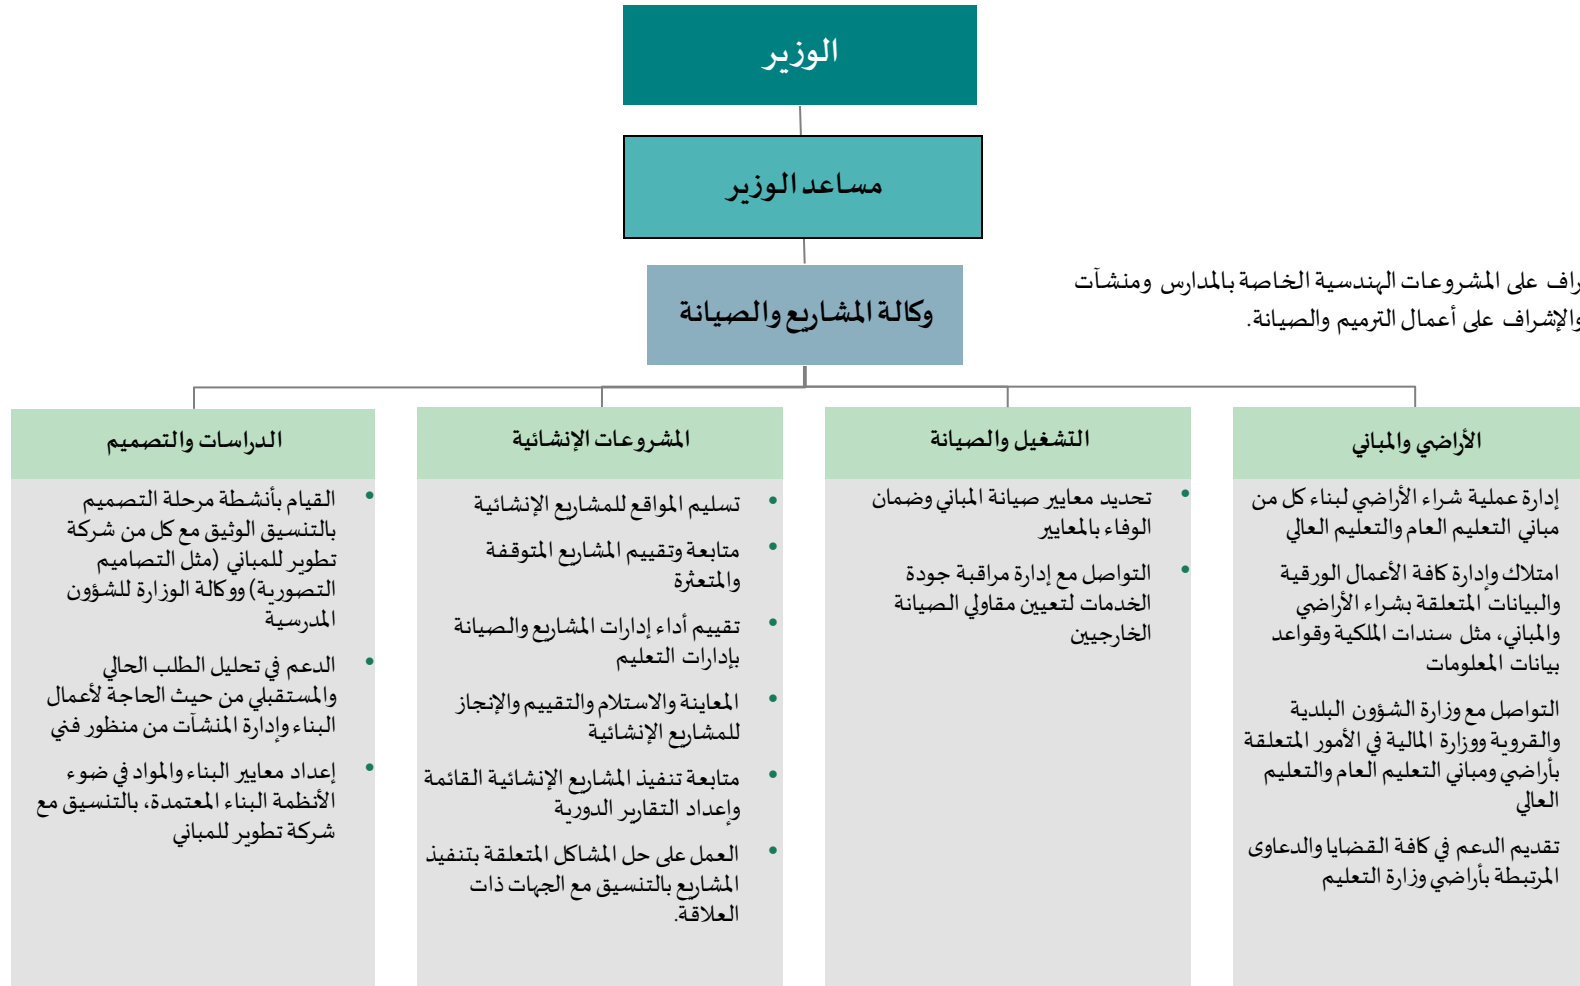 الوزير
مساعد الوزير
وكالة المشاريع والصيانة
على المشروعات الهندسية الخاصة بالمدارس ومنشآت
والإشراف على أعمال الترميم والصيانة.
الأراضي والمباني
إدارة عملية شراء الأراضي لبناء كل من
مباني التعليم العام والتعليم العالي
امتلاك وإدارة كافة الأعمال الورقية
والبيانات المتعلقة بشراء الأراضي
والمباني، مثل سندات الملكية وقواعد
بيانات المعلومات
التواصل مع وزارة الشؤون البلدية
والقروية ووزارة المالية في الأمور المتعلقة
بأراضي ومباني التعليم العام والتعليم
العالي
تقديم الدعم في كافة القضايا والدعاوى
المرتبطة بأراضي وزارة التعليم
التشغيل والصيانة
• تحديد معايير صيانة المباني وضمان
الوفاء بالمعايير
• التواصل مع إدارة مراقبة جودة
الخدمات لتعيين مقاولي الصيانة
الخارجيين
المشروعات الإنشائية
• تسليم المواقع للمشاريع الإنشائية
• متابعة وتقييم المشاريع المتوقفة
والمتعثرة
• تقييم أداء إدارات المشاريع والصيانة
بإدارات التعليم
• المعاينة والاستلام والتقييم والإنجاز
للمشاريع الإنشائية
• متابعة تنفيذ المشاريع الإنشائية القائمة
وإعداد التقارير الدورية
• العمل على حل المشاكل المتعلقة بتنفيذ
المشاريع بالتنسيق مع الجهات ذات
العلاقة.
الدراسات والتصميم
• القيام بأنشطة مرحلة التصميم
بالتنسيق الوثيق مع كل من شركة
تطوير للمباني (مثل التصاميم
التصورية) ووكالة الوزارة للشؤون
المدرسية
• الدعم في تحليل الطلب الحالي
والمستقبلي من حيث الحاجة لأعمال
البناء وإدارة المنشآت من منظور فني
• إعداد معايير البناء والمواد في ضوء
الأنظمة البناء المعتمدة، بالتنسيق مع
شركة تطوير للمباني